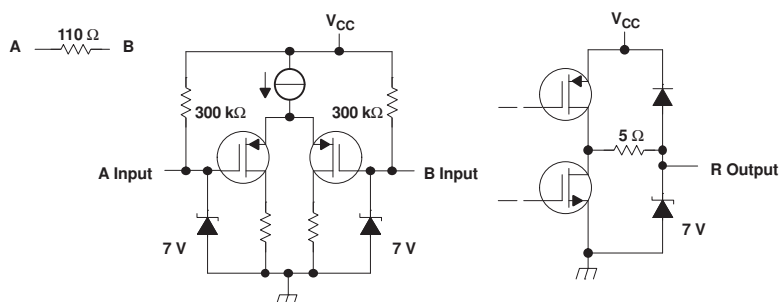 110 Ω
A B
VCC
300 kΩ 300 kΩ
A Input B Input
7 V 7 V
VCC
5 Ω
R Output
7 V